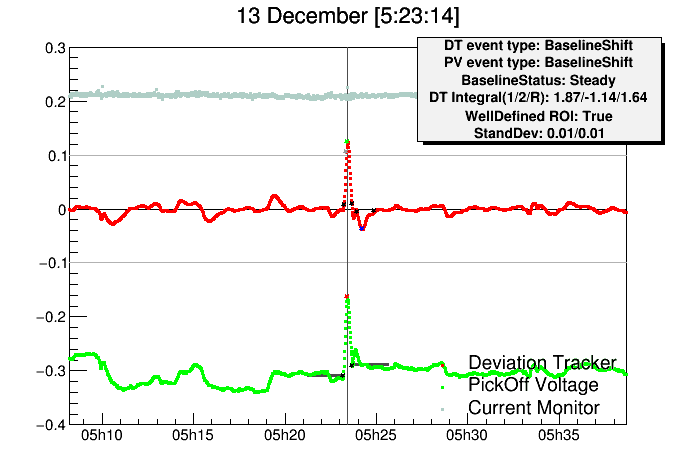 13 December [5:23:14]
DT event type: BaselineShift
PV event type: BaselineShift
BaselineStatus: Steady
DT Integral(1/2/R): 1.87/-1.14/1.64
WellDefined ROI: True
StandDev: 0.01/0.01
0.3
0.2
0.1
0
−0.1
−0.2
−0.3
−0.4
Deviation Tracker
PickOff Voltage
Current Monitor
05h10 05h15 05h20 05h25 05h30 05h35